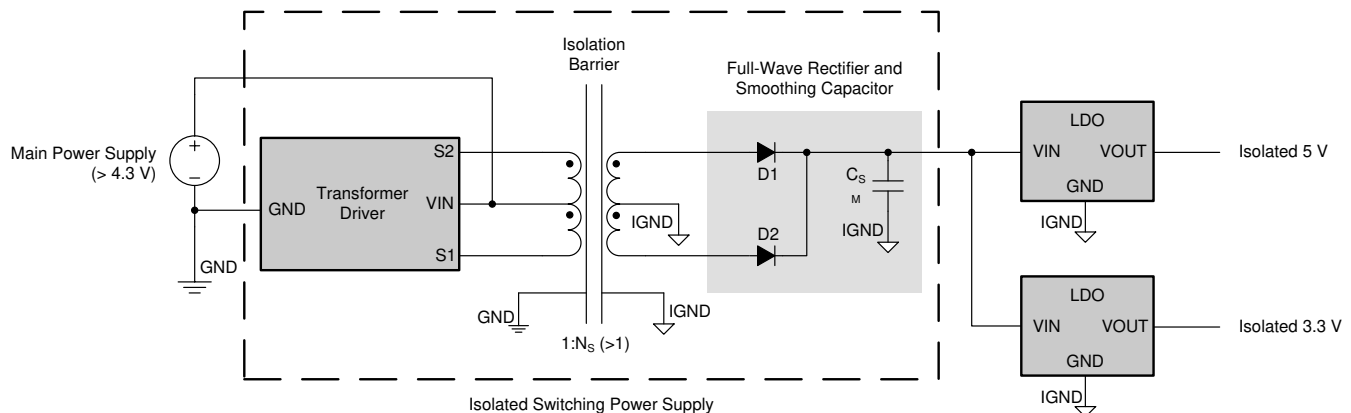 Isolation
Barrier
Full-Wave Rectifier and
Smoothing Capacitor
Main Power Supply
(> 4.3 V)
+
–
GND
GND
Transformer
Driver
S2
VIN
S1
IGND
GND
IGND
1:NS (>1)
D1
D2
CS
M
IGND
LDO
VIN
VOUT
GND
IGND
Isolated 5 V
LDO
VIN
VOUT
GND
IGND
Isolated 3.3 V
Isolated Switching Power Supply